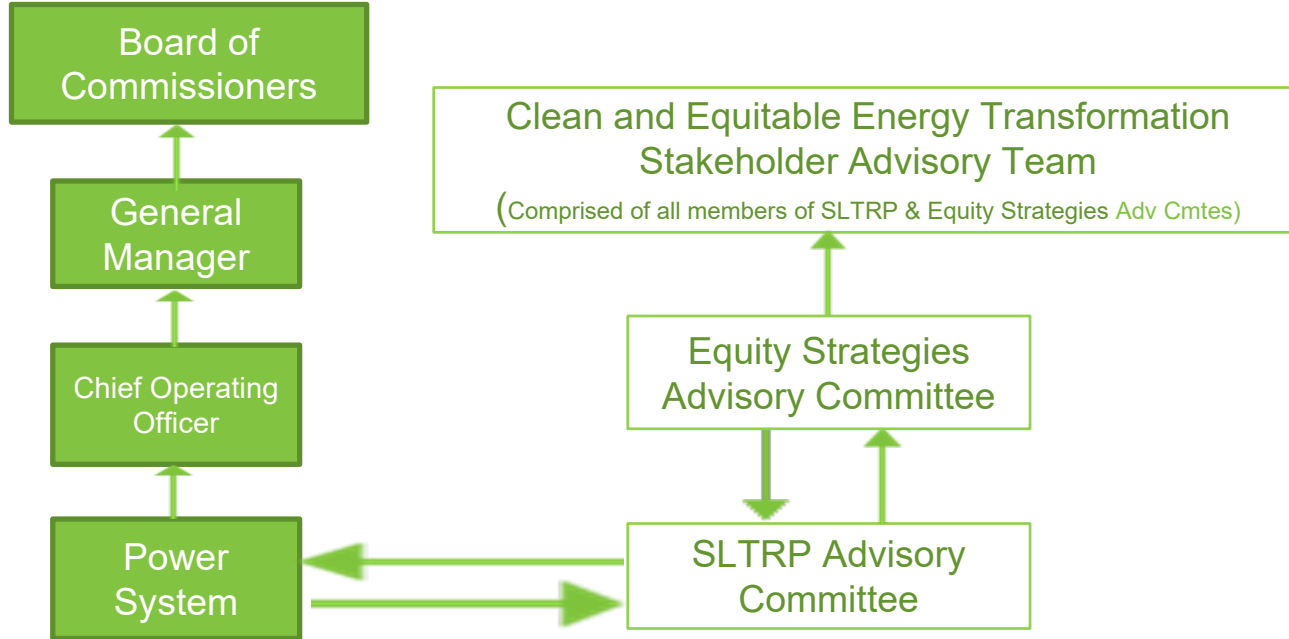 Board of
Commissioners
Clean and Equitable Energy Transformation
Stakeholder Advisory Team
(Comprised of all members of SLTRP & Equity Strategies Adv Cmtes)
General
Manager
Equity Strategies
Advisory Committee
Chief Operating
Officer
Power
System
SLTRP Advisory
Committee